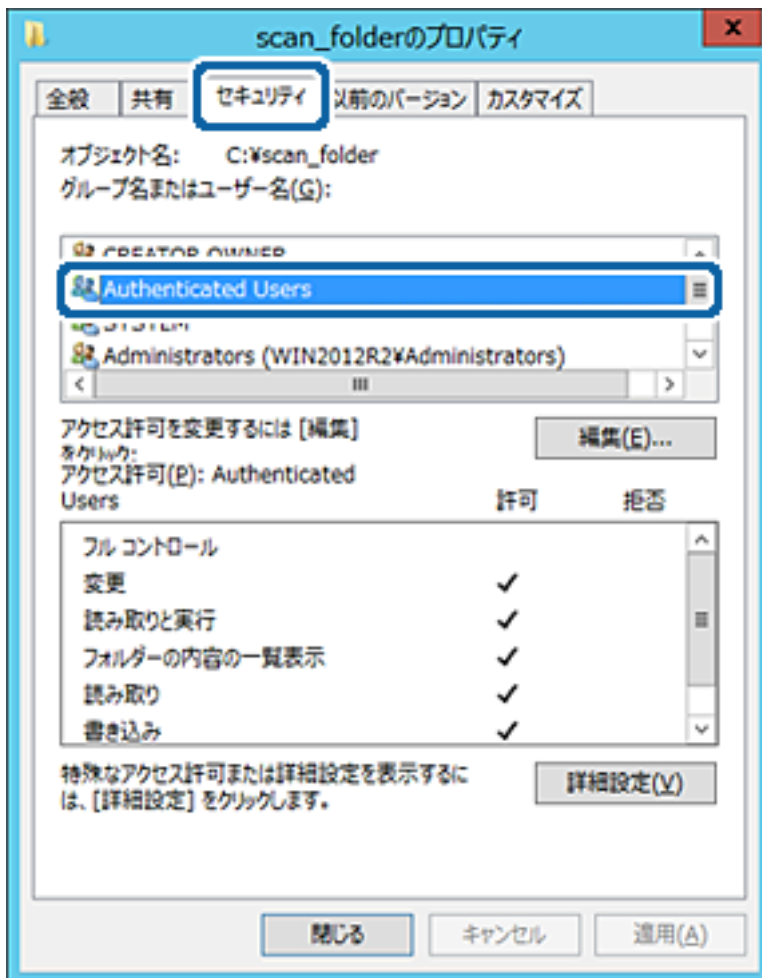 scan_folderのプロパティ
全般 共有 セキュリティ 以前のバージョン カスタマイズ
オブジェクト名: C:¥scan_folder
グループ名またはユーザー名(G):
CREATOR OWNER
Authenticated Users
SYSTEM
Administrators (WIN2012R2¥Administrators)
アクセス許可を変更するには [編集]
をクリック:
編集(E)...
アクセス許可(P): Authenticated
Users 許可 拒否
フル コントロール
変更
読み取りと実行
フォルダーの内容の一覧表示
読み取り
書き込み
特殊なアクセス許可または詳細設定を表示するに
は、[詳細設定] をクリックします。
詳細設定(V)
閉じる キャンセル 適用(A)